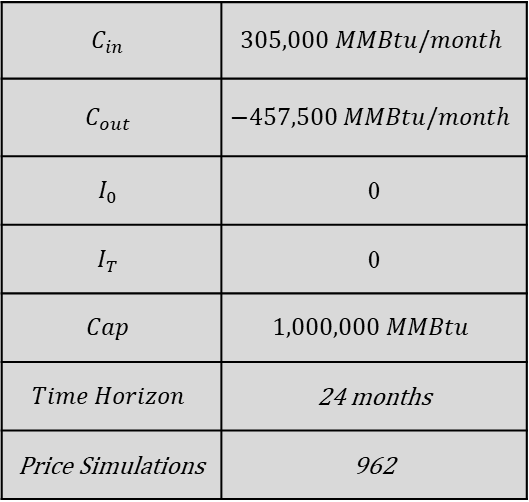 C_in 305,000 MMBtu/month
C_out −457,500 MMBtu/month
I_0 0
I_T 0
Cap 1,000,000 MMBtu
Time Horizon 24 months
Price Simulations 962